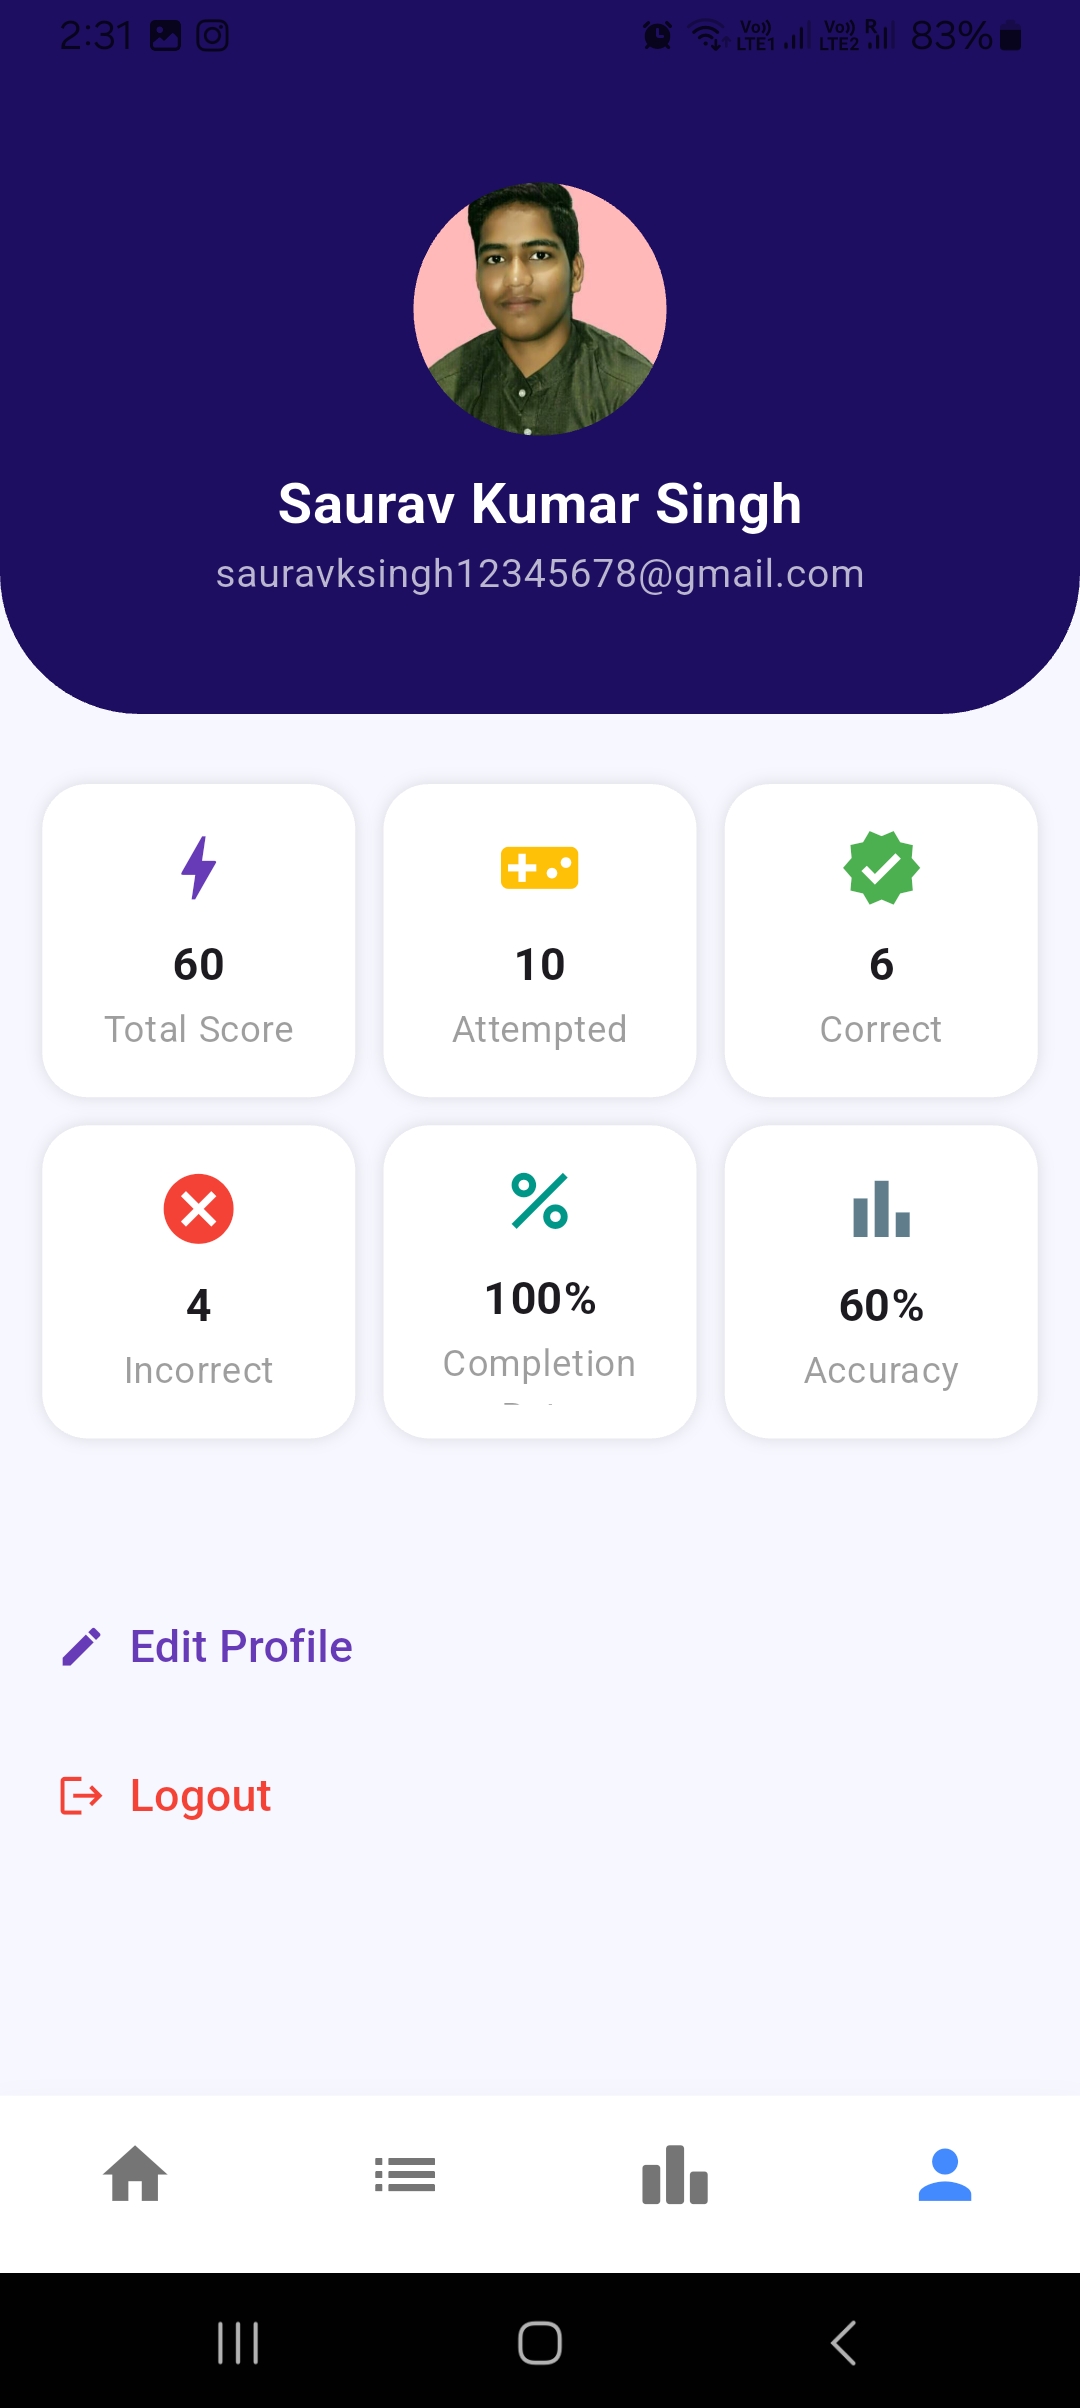 2:31
Vo)) LTE1 Vo)) LTE2 R 83%
Saurav Kumar Singh
sauravksingh12345678@gmail.com
60
Total Score
10
Attempted
6
Correct
4
Incorrect
100%
Completion
60%
Accuracy
Edit Profile
Logout